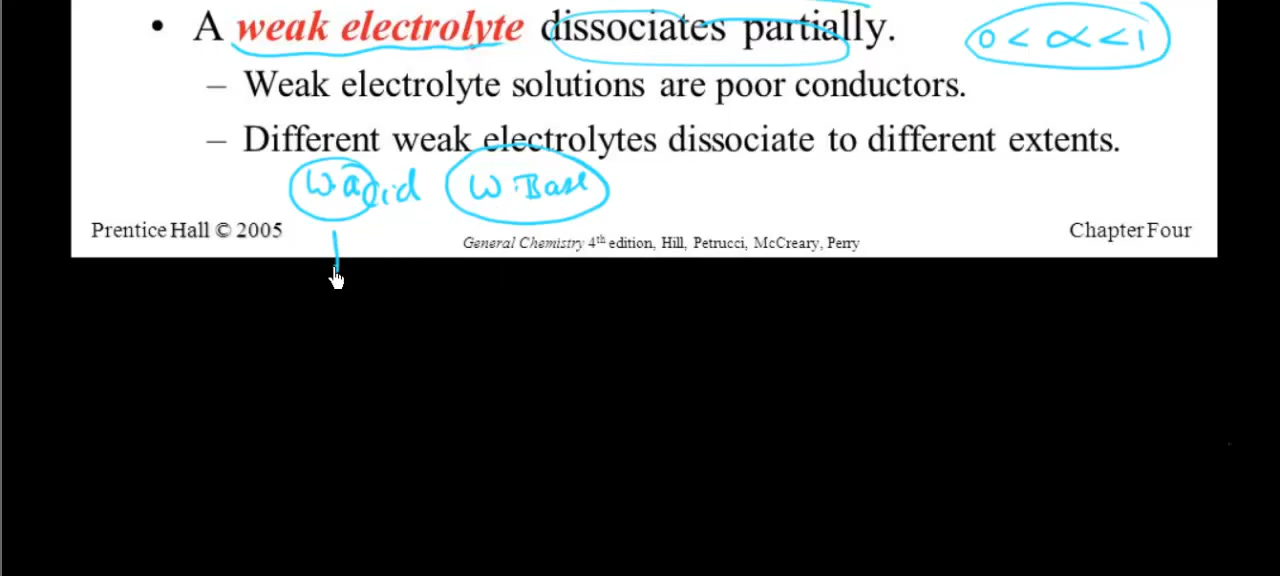 • A weak electrolyte dissociates partially. 0 < α < 1
– Weak electrolyte solutions are poor conductors.
– Different weak electrolytes dissociate to different extents.
W acid W. Base
Prentice Hall © 2005 General Chemistry 4th edition, Hill, Petrucci, McCreary, Perry Chapter Four